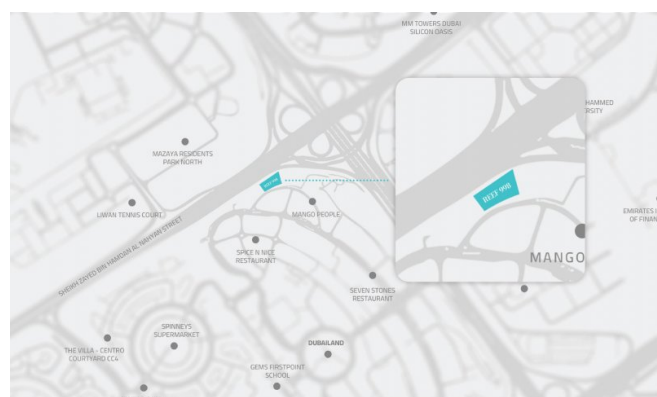 MM TOWERS DUBAI
SILICON OASIS
HAMMED
RSITY
MAZAYA RESIDENTS
PARK NORTH
LIWAN TENNIS COURT
MANGO PEOPLE
EMIRATES I
OF FINAN
SHEIKH ZAYED BIN HAMDAN AL NAHYAN STREET
SPICE N NICE
RESTAURANT
MANGO
SEVEN STONES
RESTAURANT
SPINNEYS
SUPERMARKET
THE VILLA - CENTRO
COURTYARD CC4
DUBAILAND
GEMS FIRSTPOINT
SCHOOL